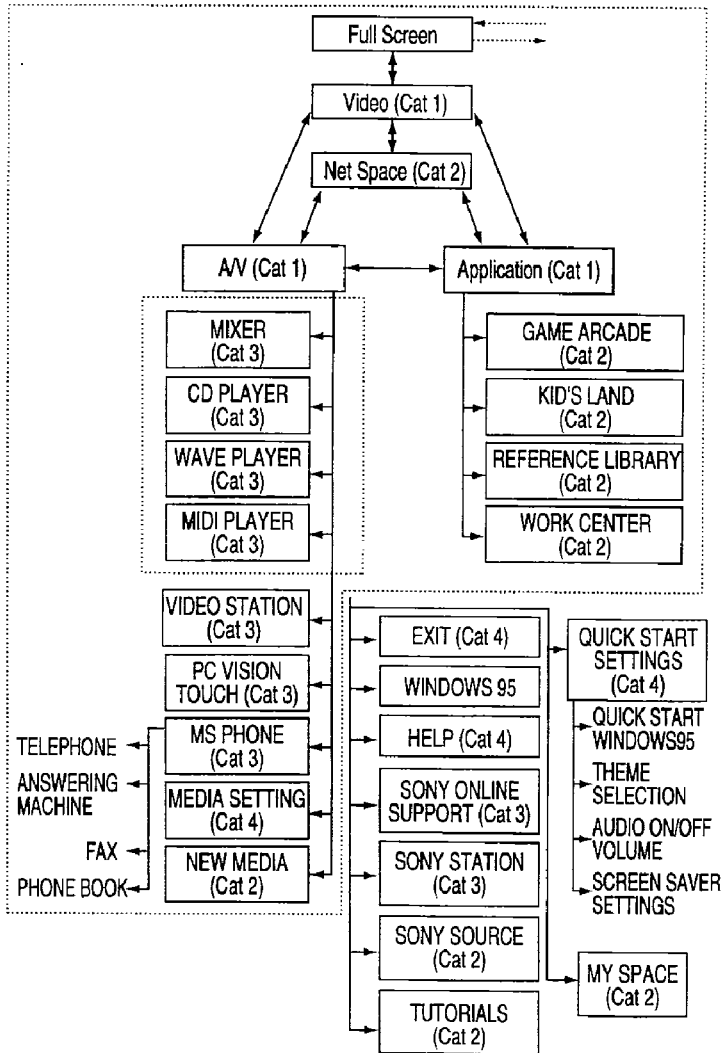 Full Screen
Video (Cat 1)
Net Space (Cat 2)
A/V (Cat 1)
Application (Cat 1)
MIXER
(Cat 3)
CD PLAYER
(Cat 3)
WAVE PLAYER
(Cat 3)
MIDI PLAYER
(Cat 3)
GAME ARCADE
(Cat 2)
KID'S LAND
(Cat 2)
REFERENCE LIBRARY
(Cat 2)
WORK CENTER
(Cat 2)
VIDEO STATION
(Cat 3)
PC VISION
TOUCH (Cat 3)
MS PHONE
(Cat 3)
MEDIA SETTING
(Cat 4)
NEW MEDIA
(Cat 2)
TELEPHONE
ANSWERING
MACHINE
FAX
PHONE BOOK
EXIT (Cat 4)
WINDOWS 95
HELP (Cat 4)
SONY ONLINE
SUPPORT (Cat 3)
SONY STATION
(Cat 3)
SONY SOURCE
(Cat 2)
TUTORIALS
(Cat 2)
QUICK START
SETTINGS
(Cat 4)
QUICK START
WINDOWS95
THEME
SELECTION
AUDIO ON/OFF
VOLUME
SCREEN SAVER
SETTINGS
MY SPACE
(Cat 2)